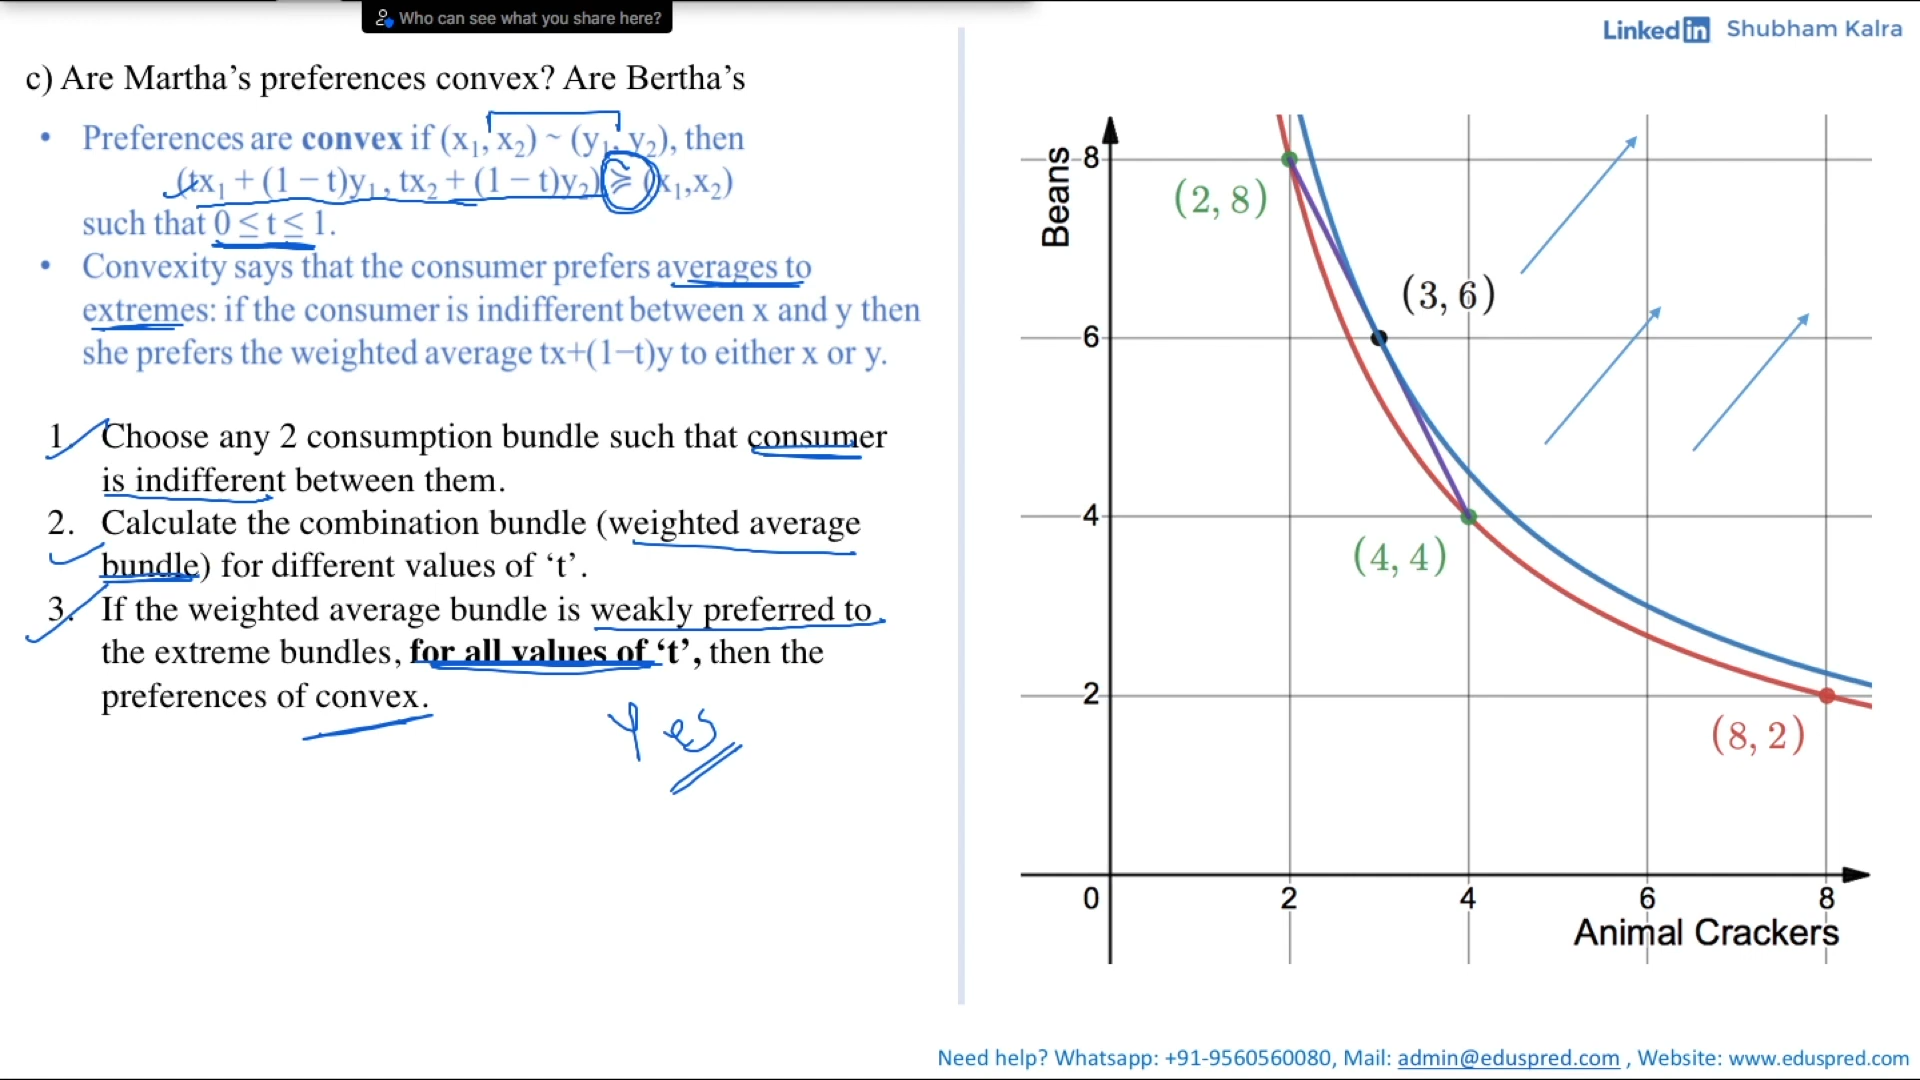 Who can see what you share here?
Linked in Shubham Kalra
c) Are Martha’s preferences convex? Are Bertha’s
• Preferences are convex if (x₁, x₂) ~ (y₁, y₂), then
(tx₁ + (1 – t)y₁, tx₂ + (1 – t)y₂) ≽ (x₁,x₂)
such that 0 ≤ t ≤ 1.
• Convexity says that the consumer prefers averages to
extremes: if the consumer is indifferent between x and y then
she prefers the weighted average tx+(1−t)y to either x or y.
1. Choose any 2 consumption bundle such that consumer
is indifferent between them.
2. Calculate the combination bundle (weighted average
bundle) for different values of ‘t’.
3. If the weighted average bundle is weakly preferred to
the extreme bundles, for all values of ‘t’, then the
preferences of convex.
Yes
Beans
8
(2, 8)
(3, 6)
6
4
(4, 4)
2
(8, 2)
0 2 4 6 8
Animal Crackers
Need help? Whatsapp: +91-9560560080, Mail: admin@eduspred.com , Website: www.eduspred.com